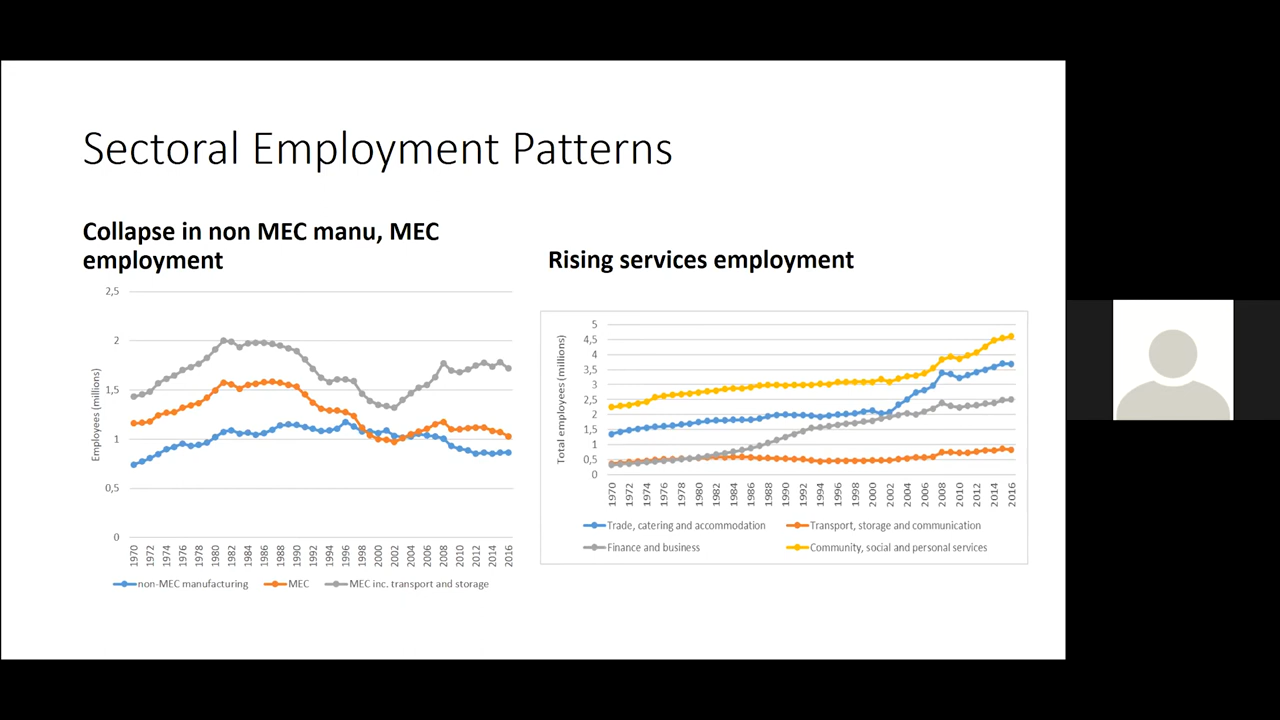 Sectoral Employment Patterns
Collapse in non MEC manu, MEC
employment
2,5
2
1,5
1
0,5
0
Employees (millions)
1970 1972 1974 1976 1978 1980 1982 1984 1986 1988 1990 1992 1994 1996 1998 2000 2002 2004 2006 2008 2010 2012 2014 2016
non-MEC manufacturing MEC MEC inc. transport and storage
Rising services employment
5
4,5
4
3,5
3
2,5
2
1,5
1
0,5
0
Total employees (millions)
1970 1972 1974 1976 1978 1980 1982 1984 1986 1988 1990 1992 1994 1996 1998 2000 2002 2004 2006 2008 2010 2012 2014 2016
Trade, catering and accommodation Transport, storage and communication
Finance and business Community, social and personal services